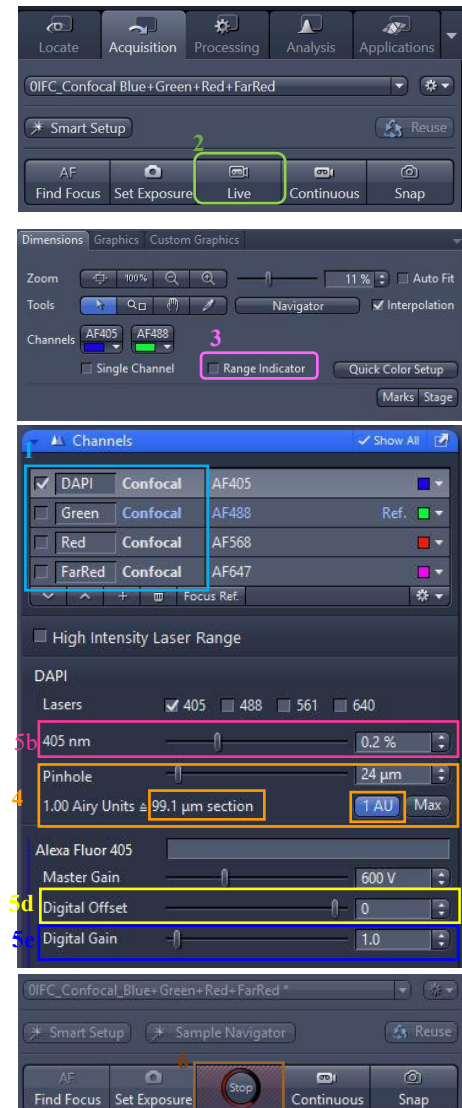 Locate Acquisition Processing Analysis Applications
0IFC_Confocal Blue+Green+Red+FarRed
Smart Setup Reuse
2
AF
Find Focus Set Exposure Live Continuous Snap
Dimensions Graphics Custom Graphics
Zoom 100% 11 % Auto Fit
Tools Navigator Interpolation
Channels AF405 AF488
3
Single Channel Range Indicator Quick Color Setup
Marks Stage
1 Channels Show All
DAPI Confocal AF405
Green Confocal AF488 Ref.
Red Confocal AF568
FarRed Confocal AF647
+ Focus Ref.
High Intensity Laser Range
DAPI
Lasers 405 488 561 640
5b 405 nm 0.2 %
Pinhole 24 µm
4 1.00 Airy Units ≙ 99.1 µm section 1 AU Max
Alexa Fluor 405
Master Gain 600 V
5d Digital Offset 0
5e Digital Gain 1.0
0IFC_Confocal_Blue+Green+Red+FarRed *
Smart Setup Sample Navigator Reuse
6
AF Stop
Find Focus Set Exposure Continuous Snap